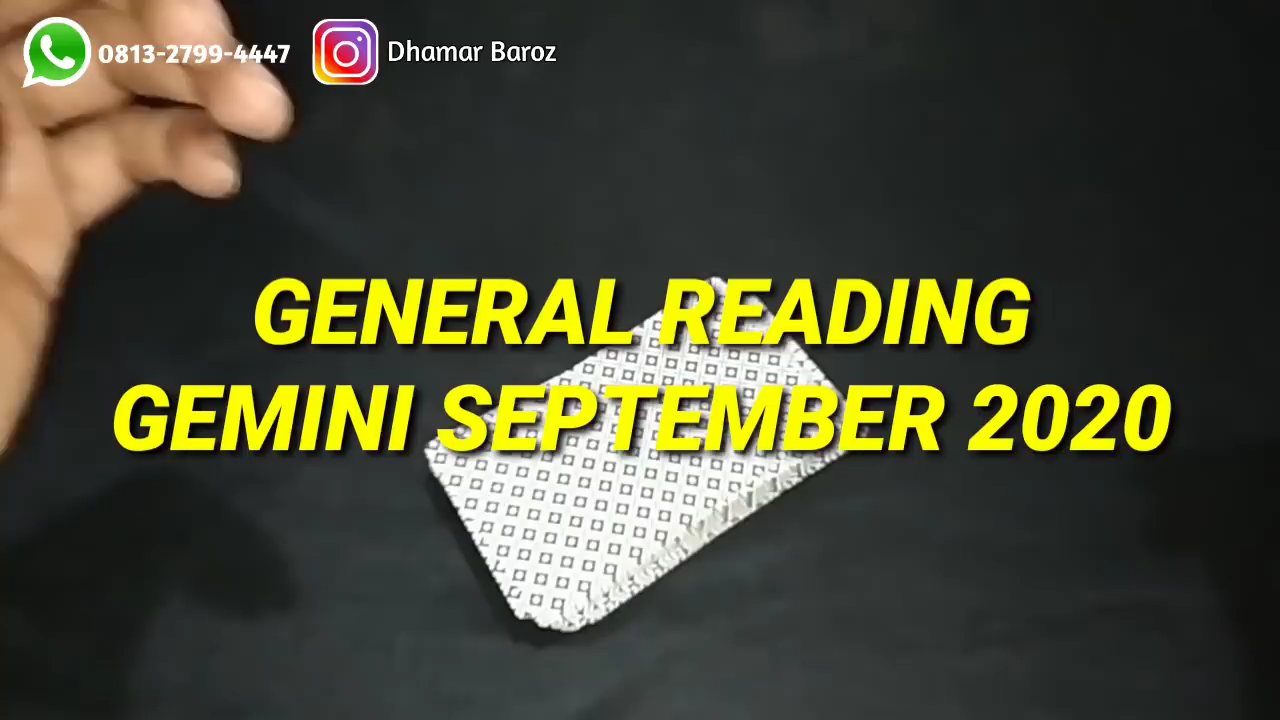 0813-2799-4447 Dhamar Baroz
GENERAL READING
GEMINI SEPTEMBER 2020